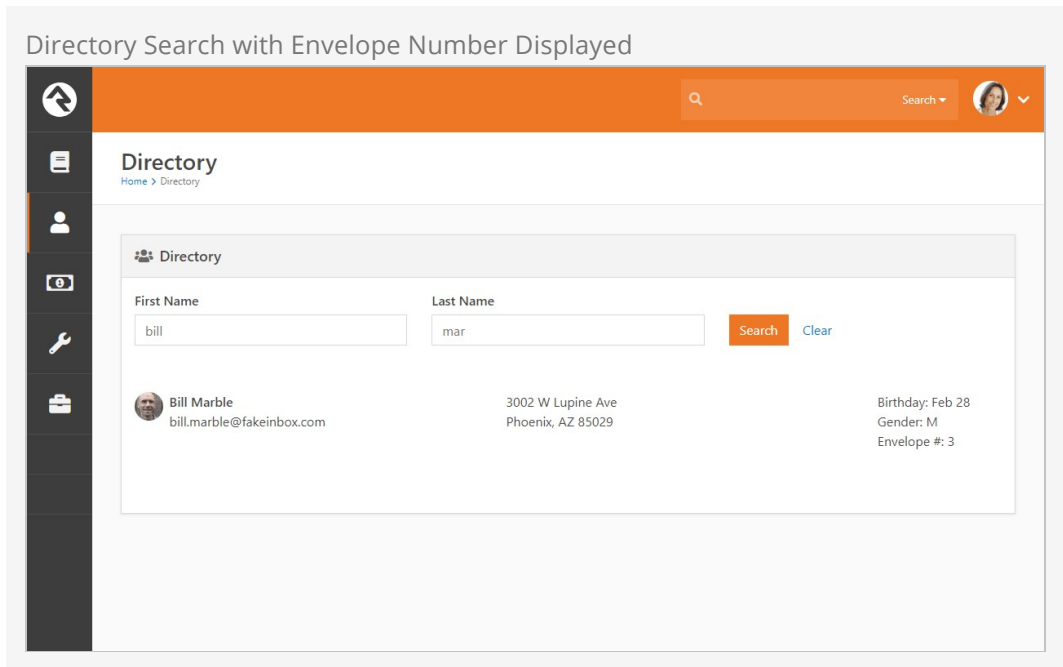 Directory Search with Envelope Number Displayed
Search
Directory
Home > Directory
Directory
First Name
Last Name
bill
mar
Search
Clear
Bill Marble
bill.marble@fakeinbox.com
3002 W Lupine Ave
Phoenix, AZ 85029
Birthday: Feb 28
Gender: M
Envelope #: 3